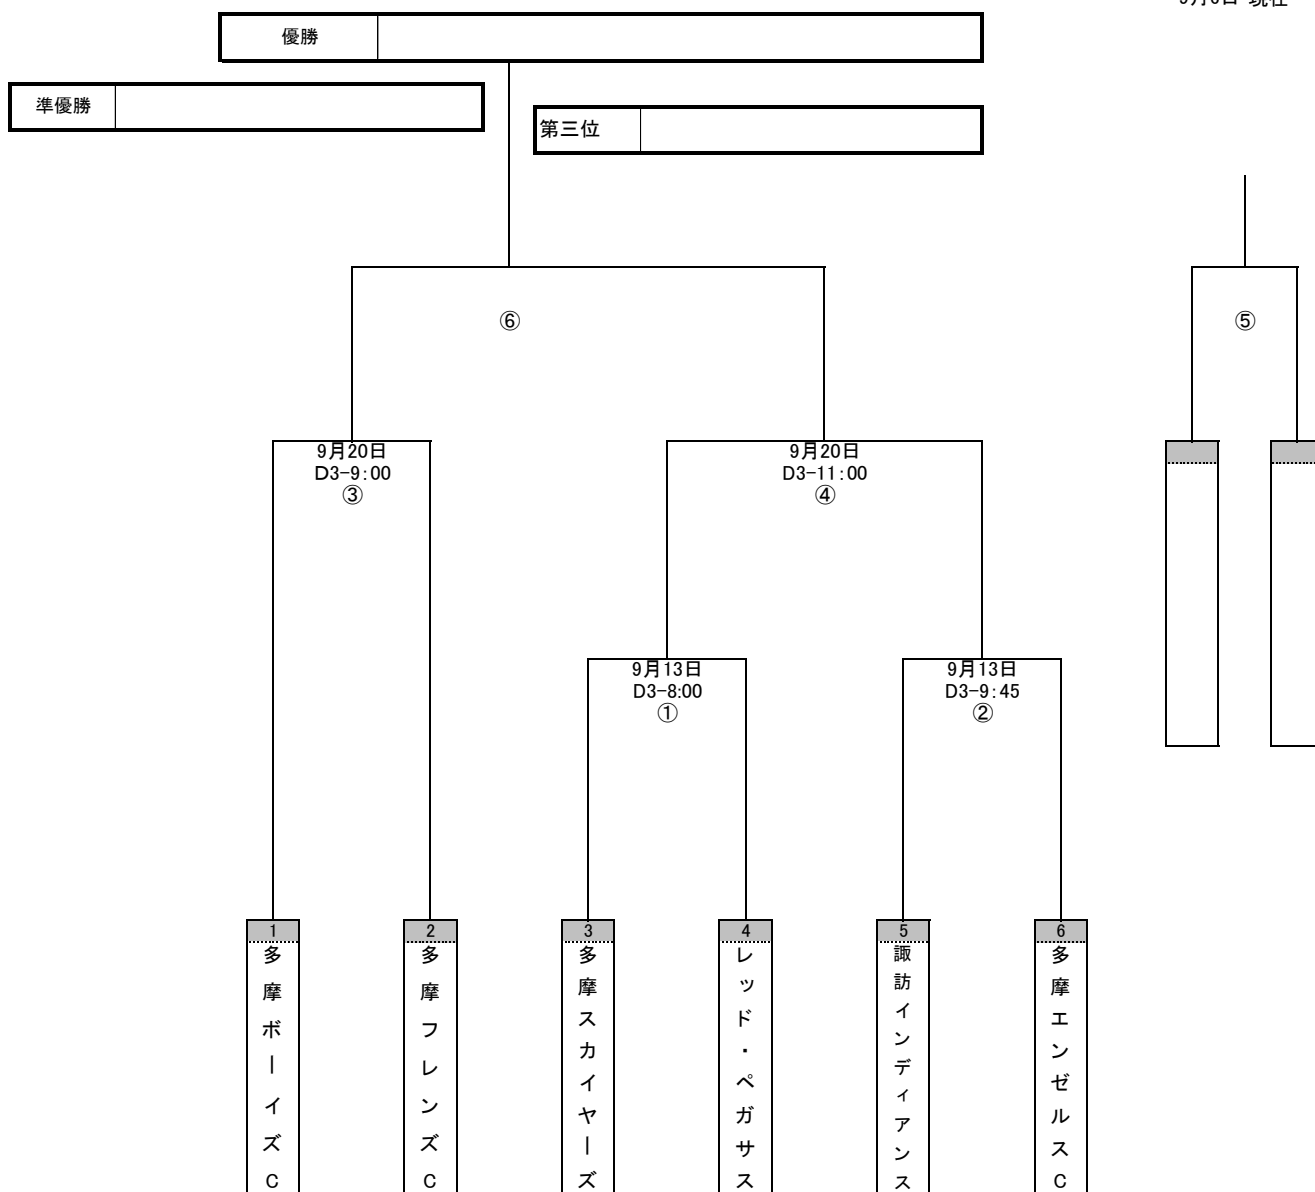 優勝
準優勝
第三位
⑥
⑤
9月20日
D3-9:00
③
9月20日
D3-11:00
④
9月13日
D3-8:00
①
9月13日
D3-9:45
②
1
多摩ボーイズC
2
多摩フレンズC
3
多摩スカイヤーズ
4
レッド・ペガサス
5
諏訪インディアンス
6
多摩エンゼルスC